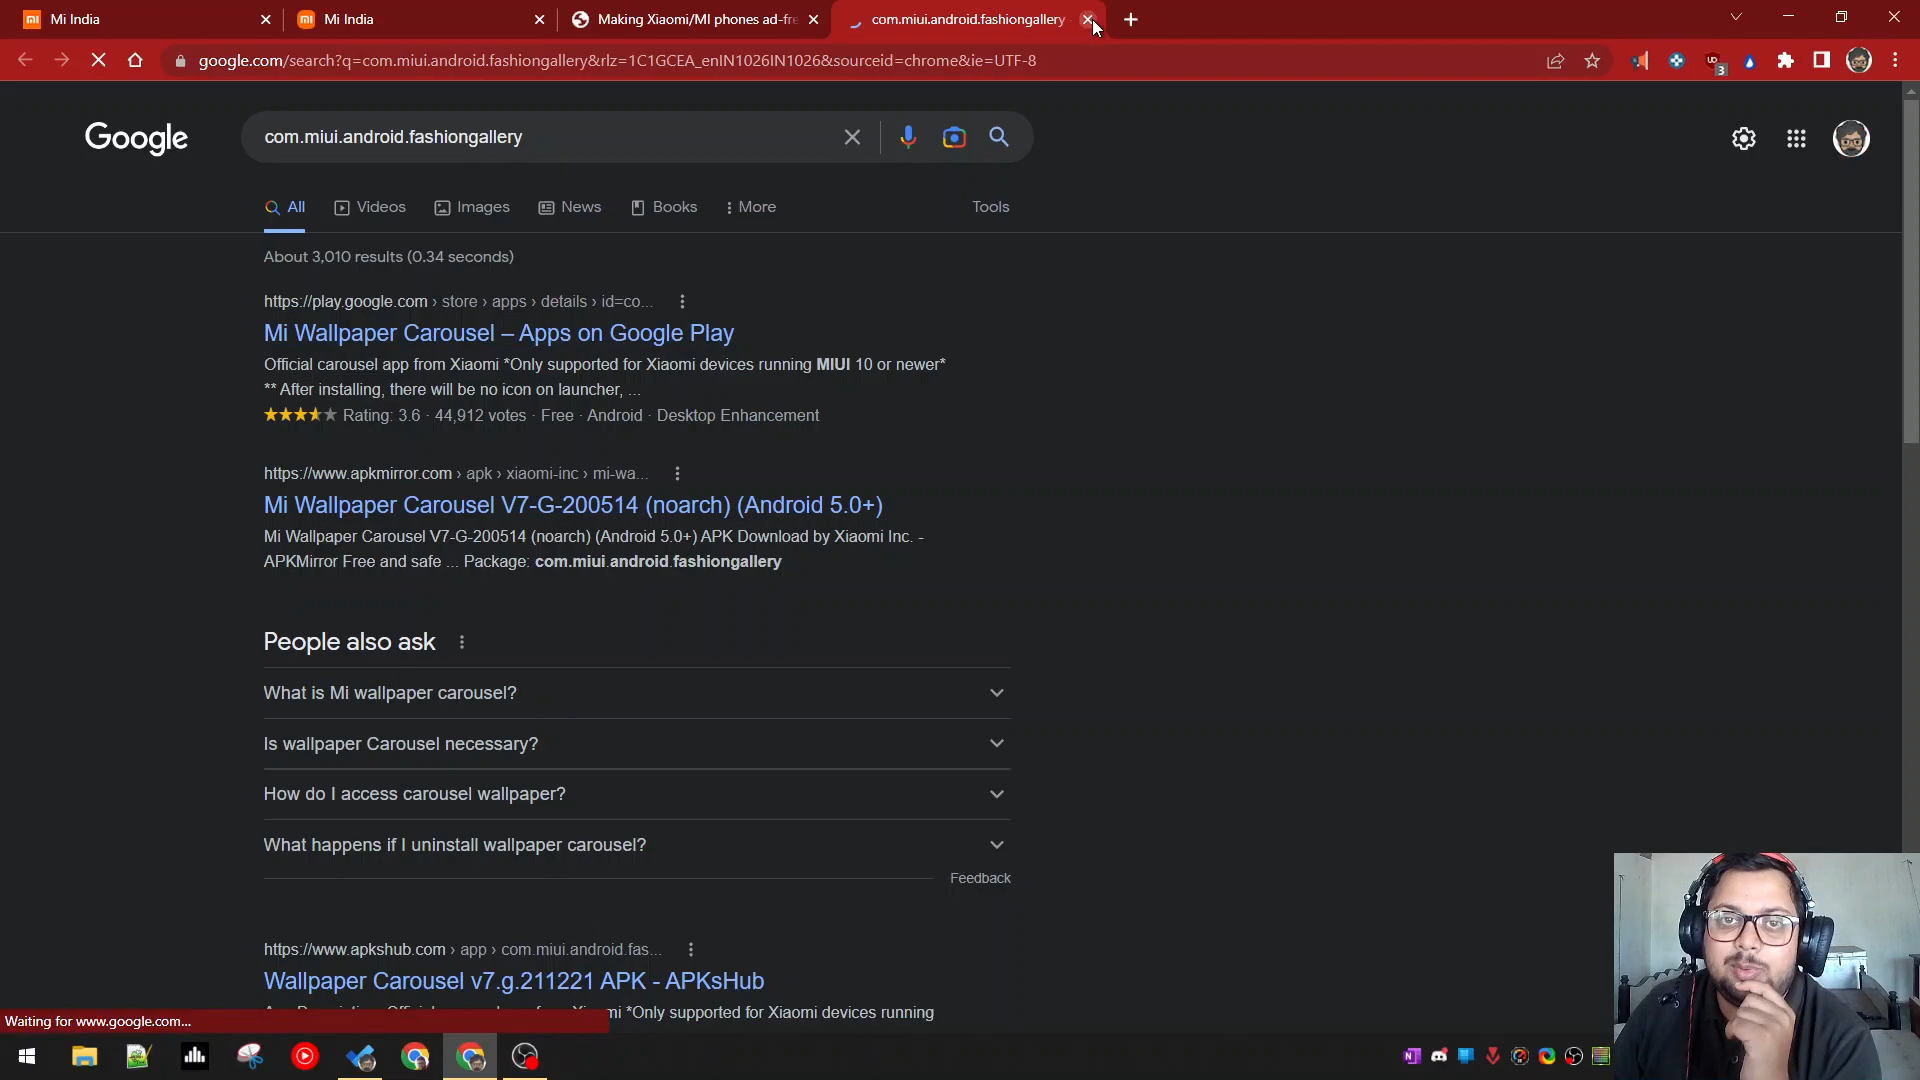 Mi India
Mi India
Making Xiaomi/MI phones ad-fre
com.miui.android.fashiongallery
google.com/search?q=com.miui.android.fashiongallery&rlz=1C1GCEA_enIN1026IN1026&sourceid=chrome&ie=UTF-8
3
Google
com.miui.android.fashiongallery
All
Videos
Images
News
Books
More
Tools
About 3,010 results (0.34 seconds)
https://play.google.com › store › apps › details › id=co...
Mi Wallpaper Carousel – Apps on Google Play
Official carousel app from Xiaomi *Only supported for Xiaomi devices running MIUI 10 or newer*
** After installing, there will be no icon on launcher, ...
Rating: 3.6 · 44,912 votes · Free · Android · Desktop Enhancement
https://www.apkmirror.com › apk › xiaomi-inc › mi-wa...
Mi Wallpaper Carousel V7-G-200514 (noarch) (Android 5.0+)
Mi Wallpaper Carousel V7-G-200514 (noarch) (Android 5.0+) APK Download by Xiaomi Inc. -
APKMirror Free and safe ... Package: com.miui.android.fashiongallery
People also ask
What is Mi wallpaper carousel?
Is wallpaper Carousel necessary?
How do I access carousel wallpaper?
What happens if I uninstall wallpaper carousel?
Feedback
https://www.apkshub.com › app › com.miui.android.fas...
Wallpaper Carousel v7.g.211221 APK - APKsHub
mi *Only supported for Xiaomi devices running
Waiting for www.google.com...